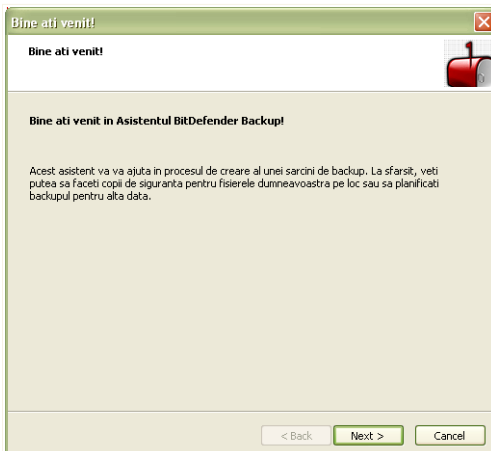 Bine ati venit!
Bine ati venit!
Bine ati venit in Asistentul BitDefender Backup!
Acest asistent va va ajuta in procesul de creare al unei sarcini de backup. La sfarsit, veti
putea sa faceti copii de siguranta pentru fisierele dumneavoastra pe loc sau sa planificati
backupul pentru alta data.
< Back Next > Cancel